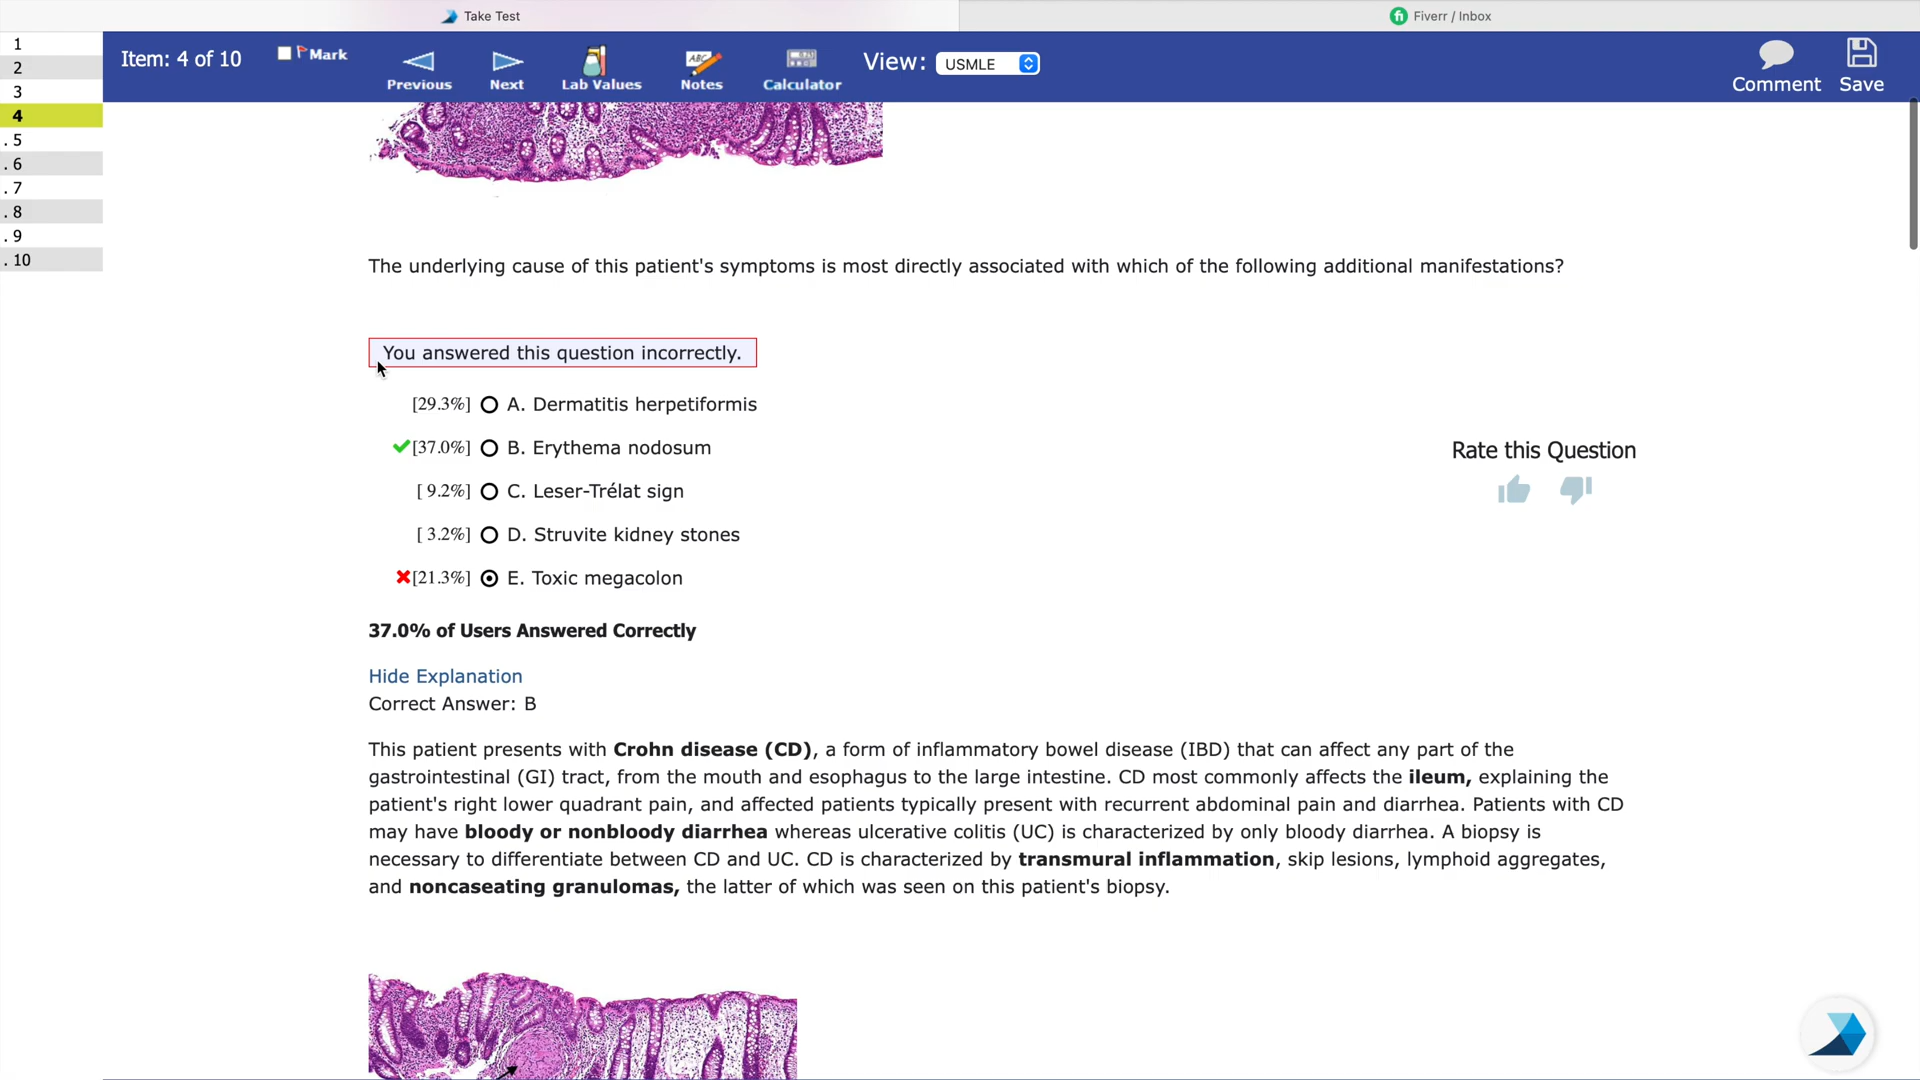 Take Test
Fiverr / Inbox
1
2
3
4
. 5
. 6
. 7
. 8
. 9
. 10
Item: 4 of 10
Mark
Previous
Next
Lab Values
ABC
Notes
Calculator
View: USMLE
Comment
Save
The underlying cause of this patient's symptoms is most directly associated with which of the following additional manifestations?
You answered this question incorrectly.
[29.3%] A. Dermatitis herpetiformis
[37.0%] B. Erythema nodosum
[ 9.2%] C. Leser-Trélat sign
[ 3.2%] D. Struvite kidney stones
[21.3%] E. Toxic megacolon
Rate this Question
37.0% of Users Answered Correctly
Hide Explanation
Correct Answer: B
This patient presents with Crohn disease (CD), a form of inflammatory bowel disease (IBD) that can affect any part of the
gastrointestinal (GI) tract, from the mouth and esophagus to the large intestine. CD most commonly affects the ileum, explaining the
patient's right lower quadrant pain, and affected patients typically present with recurrent abdominal pain and diarrhea. Patients with CD
may have bloody or nonbloody diarrhea whereas ulcerative colitis (UC) is characterized by only bloody diarrhea. A biopsy is
necessary to differentiate between CD and UC. CD is characterized by transmural inflammation, skip lesions, lymphoid aggregates,
and noncaseating granulomas, the latter of which was seen on this patient's biopsy.